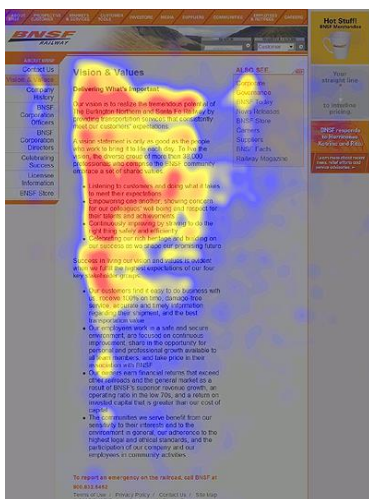 BNSF
RAILWAY
Contact Us
Vision & Values
Company
History
BNSF
Corporation
Officers
BNSF
Corporation
Directors
Celebrating
Success
Licensee
Information
BNSF Store
Vision & Values
Delivering What's Important
Our vision is to realize the tremendous potential of
The Burlington Northern and Santa Fe Railway by
providing transportation services that consistently
meet our customers' expectations.
A vision statement is only as good as the people
who work to bring it to life each day. To
the diverse group of more than 38,000
share
embrace a set of shared
Listening to customers and doing what it takes
to meet their expectations
Empowering one another, showing concern
for our colleagues' well-being and respect for
their talents and achievements
Continuously improving by striving to do the
right thing safely and efficiently
Celebrating our rich heritage and building on
our success as we shape our promising future
Success in living our vision and values is evident
when we fulfill the highest expectations of our four
key stakeholder groups:
Our customers find it easy to do business with
receive 100% on-time, damage-free
service, accurate and timely information
regarding their shipment, and the best
transportation value
Our employees work in a safe and secure
environment, are focused on continuous
improvement, share in the opportunity for
personal and professional growth available to
all team members, and take pride in their
association with BNSF
Our owners earn financial returns that exceed
other railroads and the general market as a
result of BNSF's superior revenue growth, an
operating ratio in the low 70s, and a return on
invested capital that is greater than our cost of
capital
The communities we serve benefit from our
sensitivity to their interests and to the
environment in general, our adherence to the
highest legal and ethical standards, and the
participation of our company and our
employees in community activities
To report an emergency on the railroad, call BNSF at
800.832.5452
Terms of Use | Privacy Policy | Contact Us | Site Map
ALSO SEE
Corporate
Governance
BNSF Today
News Releases
BNSF Store
Careers
Suppliers
BNSF Facts
Railway Magazine
Hot Stuff!
BNSF Merchandise
Your
straight line
to intraline
pricing.
BNSF responds
to Hurricanes
Katrina and Rita